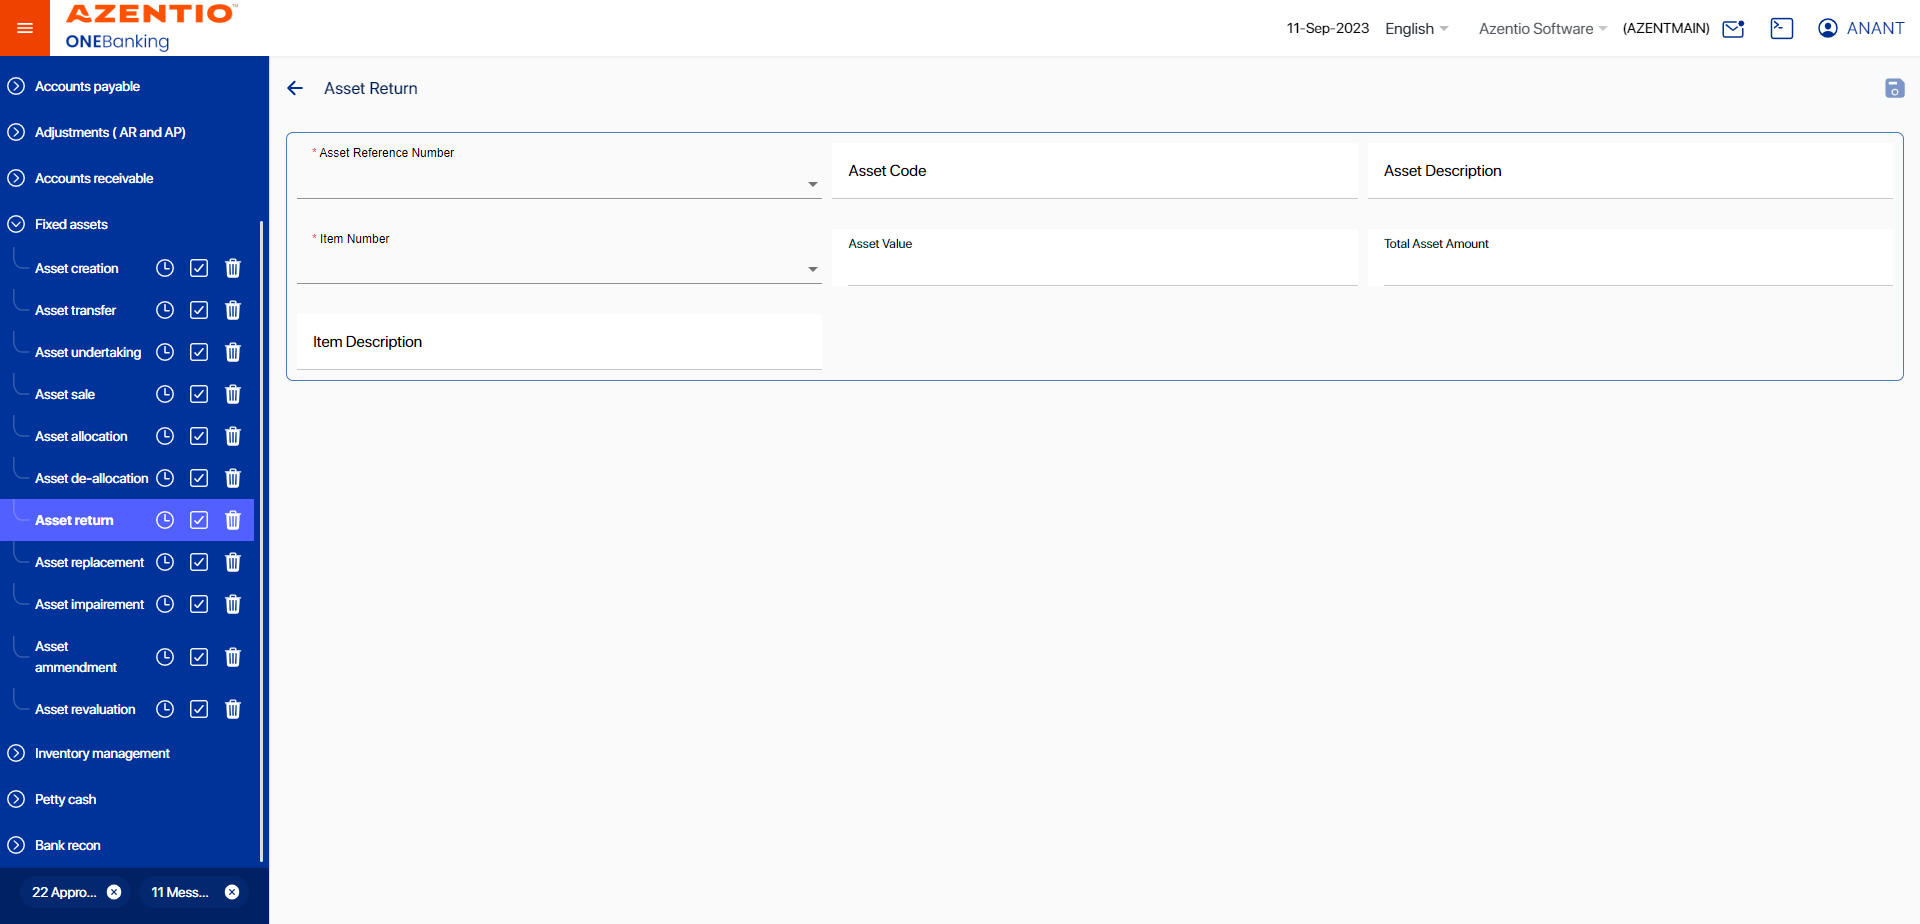 AZENTIO™
ONEBanking
11-Sep-2023
English
Azentio Software
(AZENTMAIN)
ANANT
Accounts payable
Adjustments ( AR and AP)
Accounts receivable
Fixed assets
Asset creation
Asset transfer
Asset undertaking
Asset sale
Asset allocation
Asset de-allocation
Asset return
Asset replacement
Asset impairement
Asset
ammendment
Asset revaluation
Inventory management
Petty cash
Bank recon
22 Appro...
11 Mess...
Asset Return
* Asset Reference Number
Asset Code
Asset Description
* Item Number
Asset Value
Total Asset Amount
Item Description